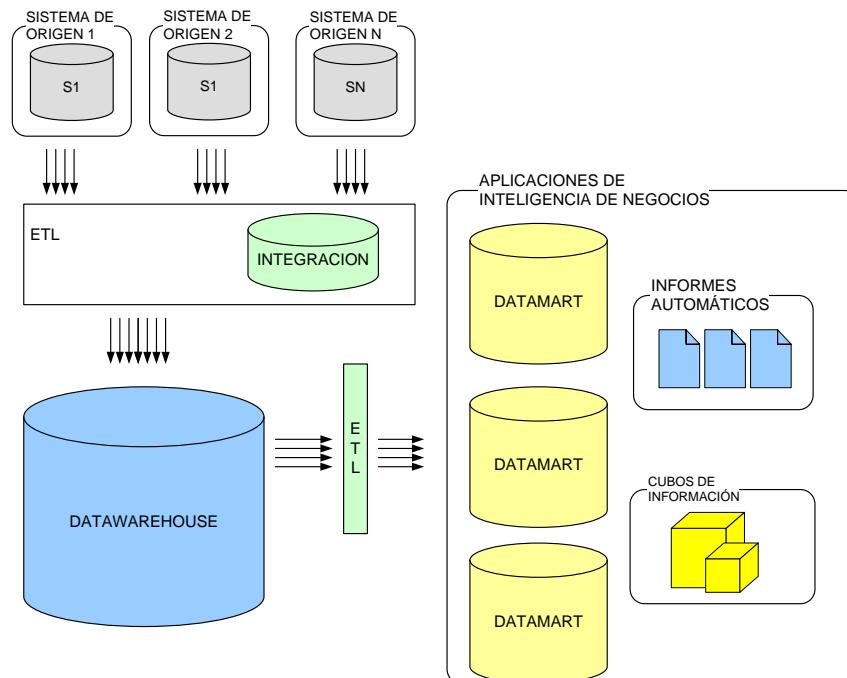 SISTEMA DE
ORIGEN 1
SISTEMA DE
ORIGEN 2
SISTEMA DE
ORIGEN N
S1
S1
SN
ETL
INTEGRACION
APLICACIONES DE
INTELIGENCIA DE NEGOCIOS
DATAMART
INFORMES
AUTOMÁTICOS
DATAWAREHOUSE
E
T
L
DATAMART
CUBOS DE
INFORMACIÓN
DATAMART